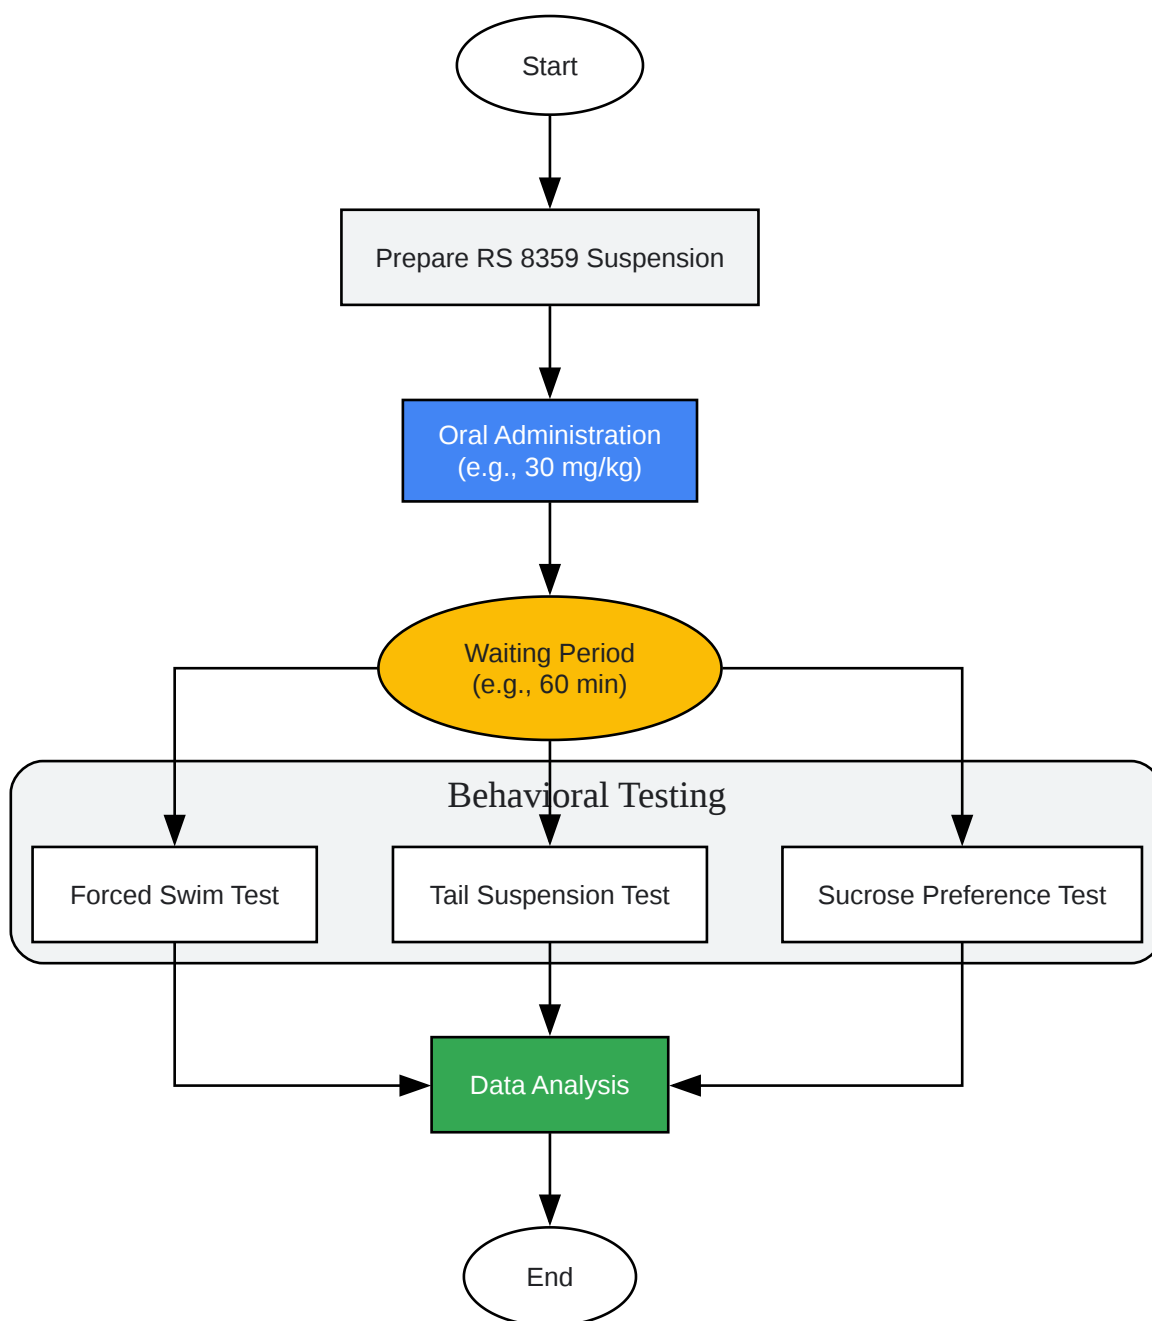 Start
Prepare RS 8359 Suspension
Oral Administration
(e.g., 30 mg/kg)
Waiting Period
(e.g., 60 min)
Behavioral Testing
Forced Swim Test
Tail Suspension Test
Sucrose Preference Test
Data Analysis
End